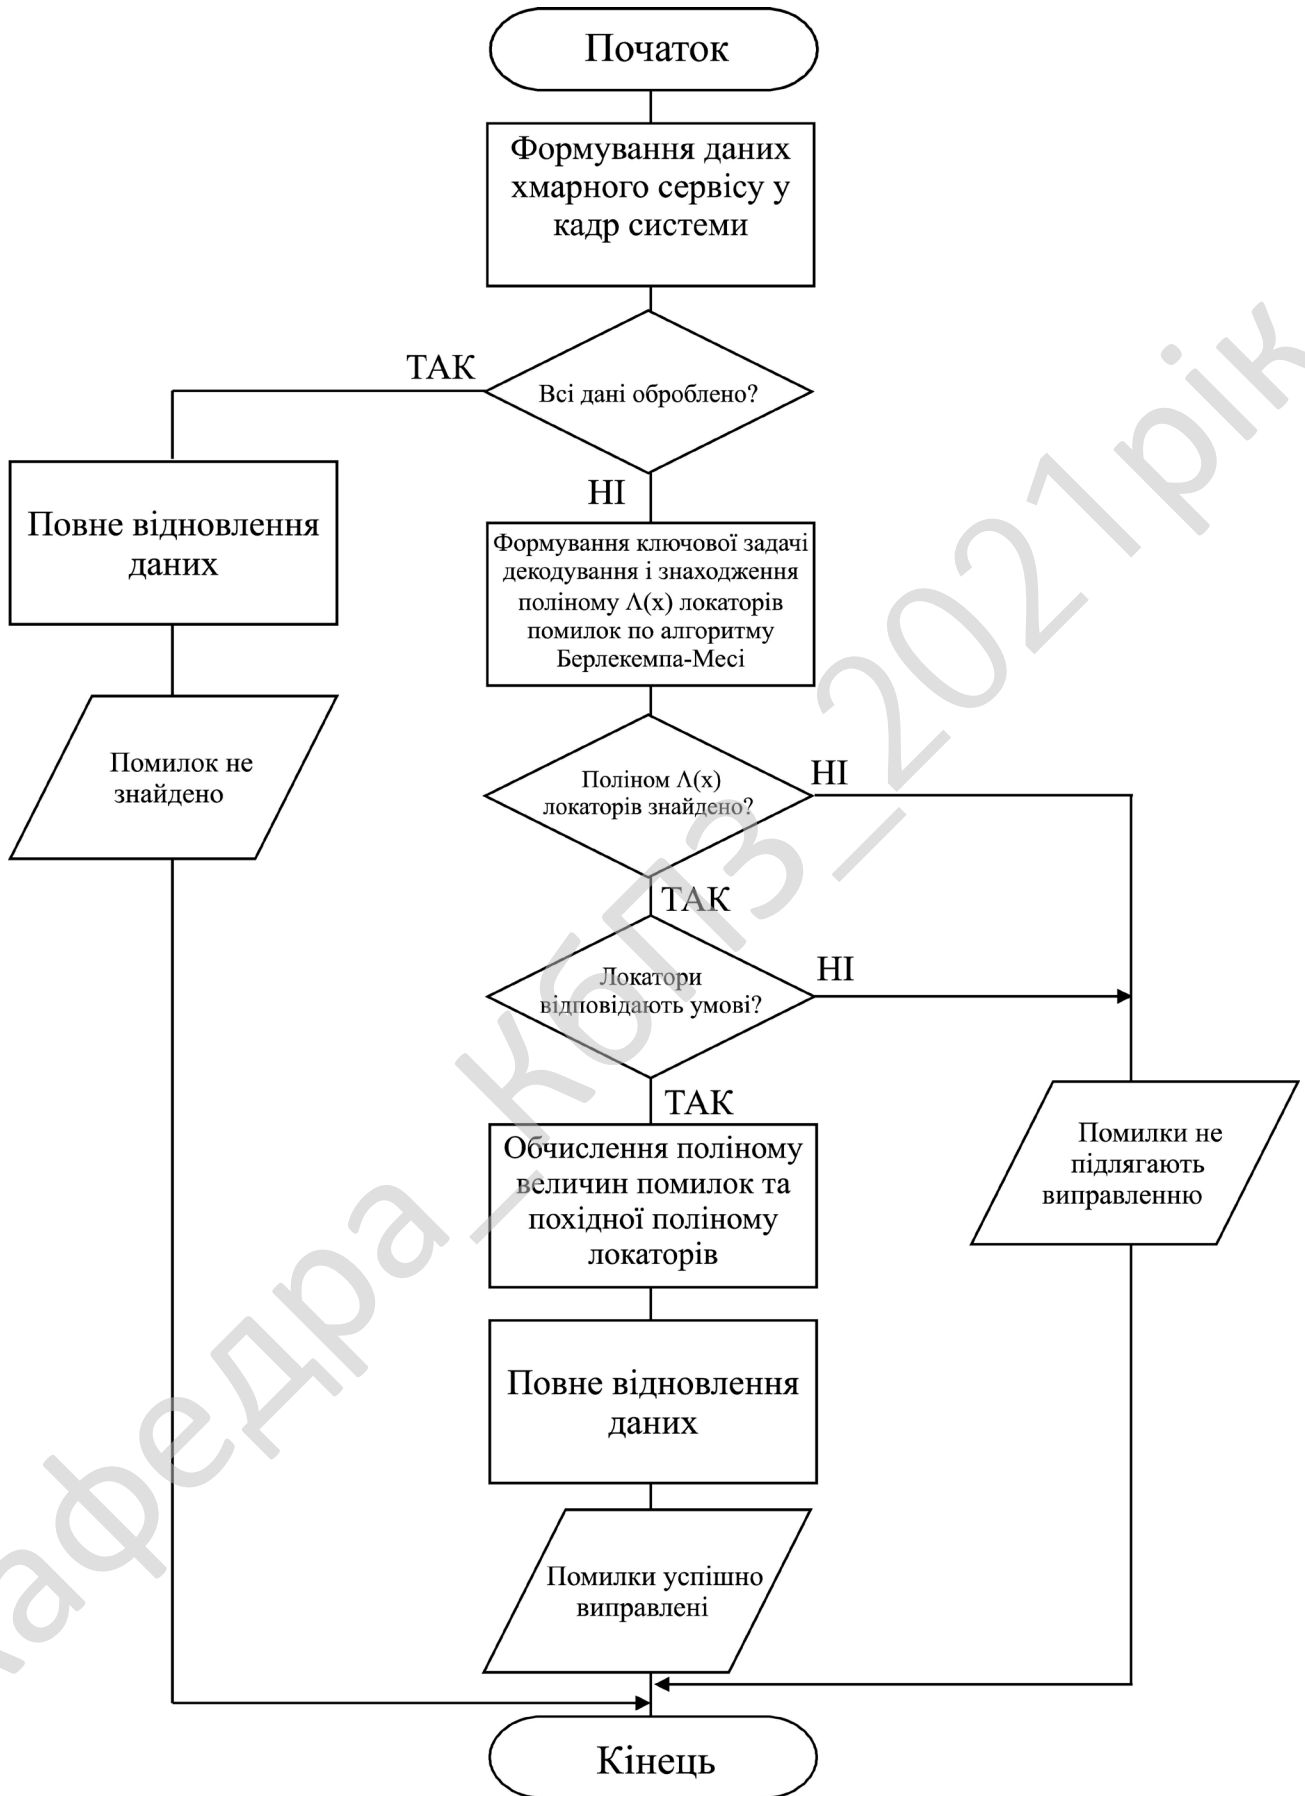 Початок
Формування даних
хмарного сервісу у
кадр системи
ТАК
Всі дані оброблено?
НІ
Повне відновлення
даних
Формування ключової задачі
декодування і знаходження
поліному Λ(x) локаторів
помилок по алгоритму
Берлекемпа-Месі
Помилок не
знайдено
Поліном Λ(x)
локаторів знайдено?
НІ
ТАК
Локатори
відповідають умові?
НІ
ТАК
Обчислення поліному
величин помилок та
похідної поліному
локаторів
Помилки не
підлягають
виправленню
Повне відновлення
даних
Помилки успішно
виправлені
Кінець
кафедра_КбПЗ_2021рік